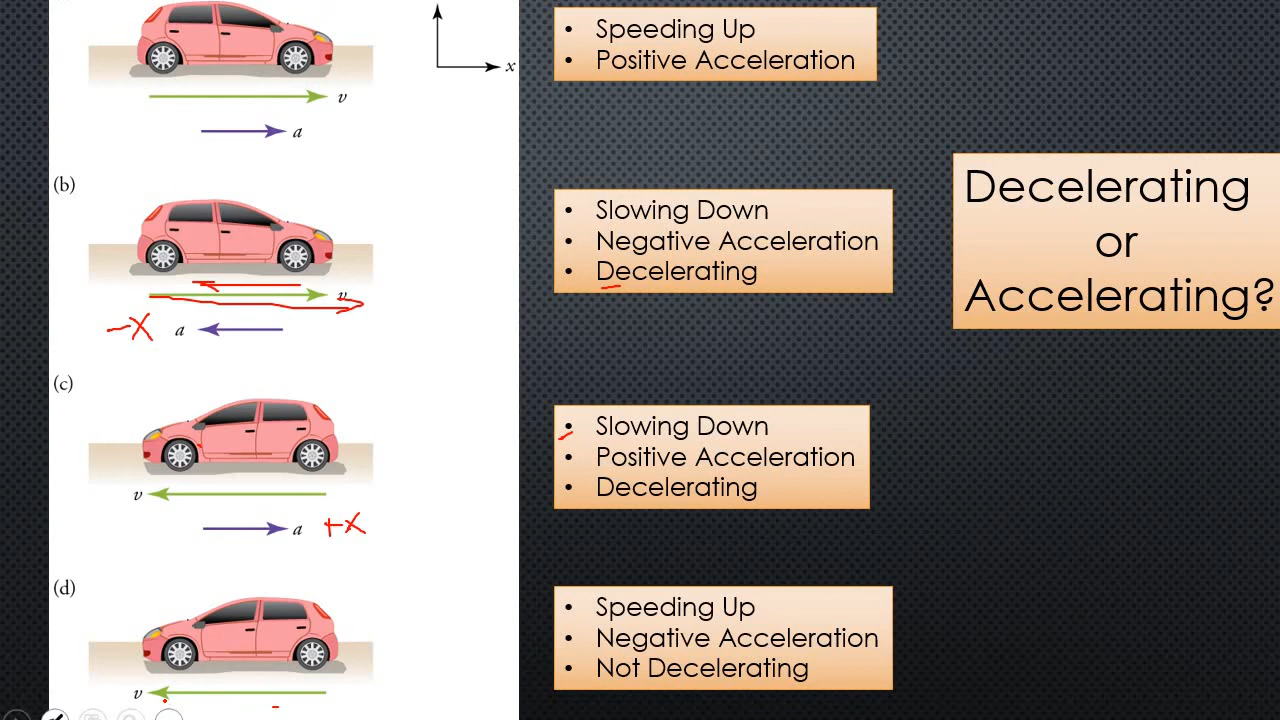 v
a
x
• Speeding Up
• Positive Acceleration
(b)
v
-X
a
• Slowing Down
• Negative Acceleration
• Decelerating
Decelerating
or
Accelerating?
(c)
v
a
+X
• Slowing Down
• Positive Acceleration
• Decelerating
(d)
v
• Speeding Up
• Negative Acceleration
• Not Decelerating